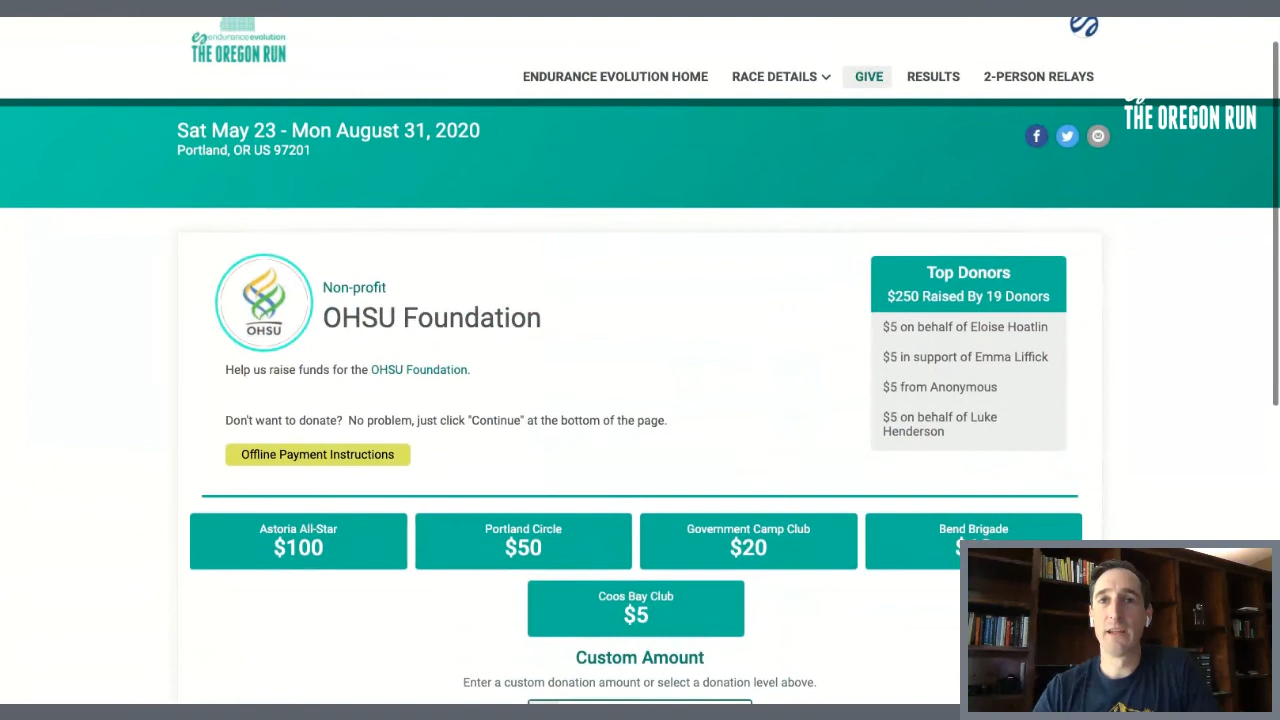 endurance evolution
THE OREGON RUN
ENDURANCE EVOLUTION HOME
RACE DETAILS
GIVE
RESULTS
2-PERSON RELAYS
Sat May 23 - Mon August 31, 2020
Portland, OR US 97201
THE OREGON RUN
OHSU
Non-profit
OHSU Foundation
Help us raise funds for the OHSU Foundation.
Don't want to donate? No problem, just click "Continue" at the bottom of the page.
Offline Payment Instructions
Top Donors
$250 Raised By 19 Donors
$5 on behalf of Eloise Hoatlin
$5 in support of Emma Liffick
$5 from Anonymous
$5 on behalf of Luke
Henderson
Astoria All-Star
$100
Portland Circle
$50
Government Camp Club
$20
Bend Brigade
Coos Bay Club
$5
Custom Amount
Enter a custom donation amount or select a donation level above.